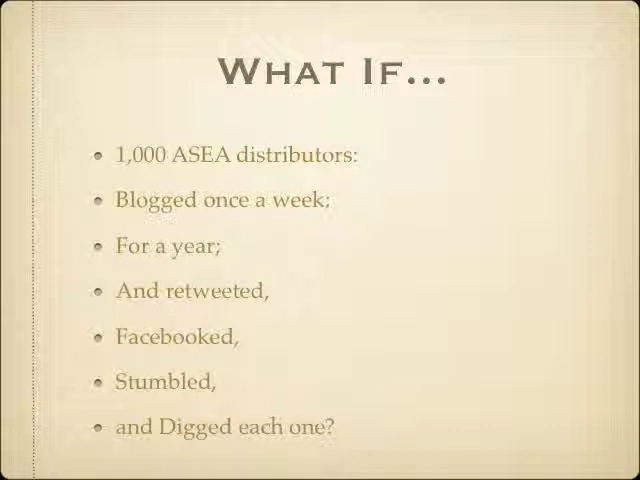 What If...
1,000 ASEA distributors:
Blogged once a week:
For a year;
And retweeted,
Facebooked,
Stumbled,
and Digged each one?